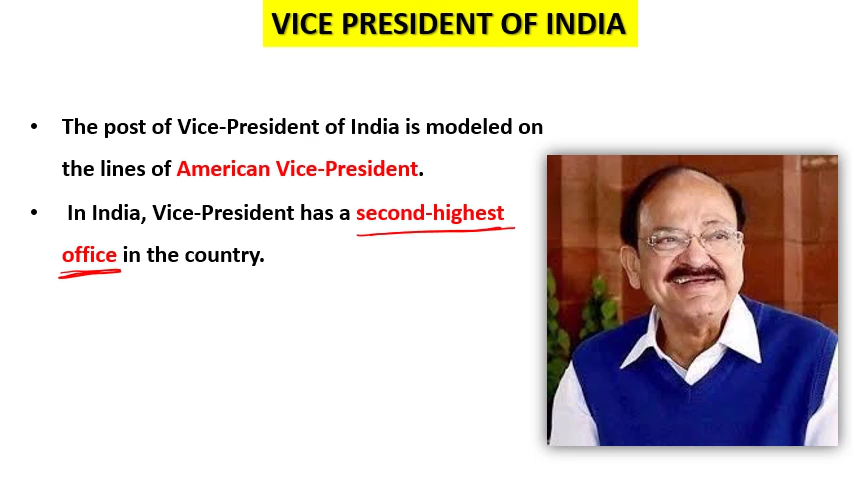 VICE PRESIDENT OF INDIA
• The post of Vice-President of India is modeled on
the lines of American Vice-President.
• In India, Vice-President has a second-highest
office in the country.